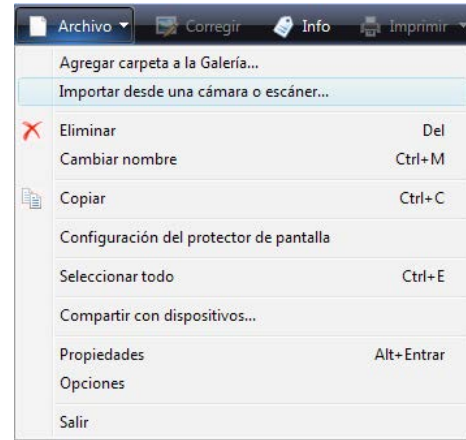 Archivo Corregir Info Imprimir
Agregar carpeta a la Galería...
Importar desde una cámara o escáner...
Eliminar Del
Cambiar nombre Ctrl+M
Copiar Ctrl+C
Configuración del protector de pantalla
Seleccionar todo Ctrl+E
Compartir con dispositivos...
Propiedades Alt+Entrar
Opciones
Salir